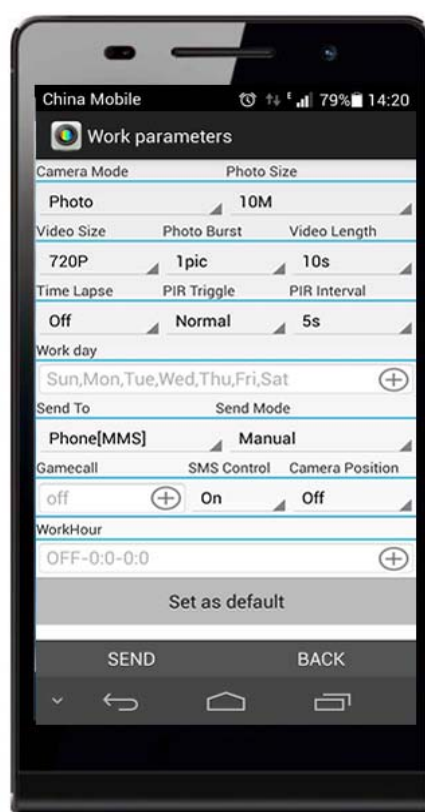 China Mobile E 79% 14:20
Work parameters
Camera Mode Photo Size
Photo 10M
Video Size Photo Burst Video Length
720P 1pic 10s
Time Lapse PIR Triggle PIR Interval
Off Normal 5s
Work day
Sun,Mon,Tue,Wed,Thu,Fri,Sat
Send To Send Mode
Phone[MMS] Manual
Gamecall SMS Control Camera Position
off On Off
WorkHour
OFF-0:0-0:0
Set as default
SEND BACK